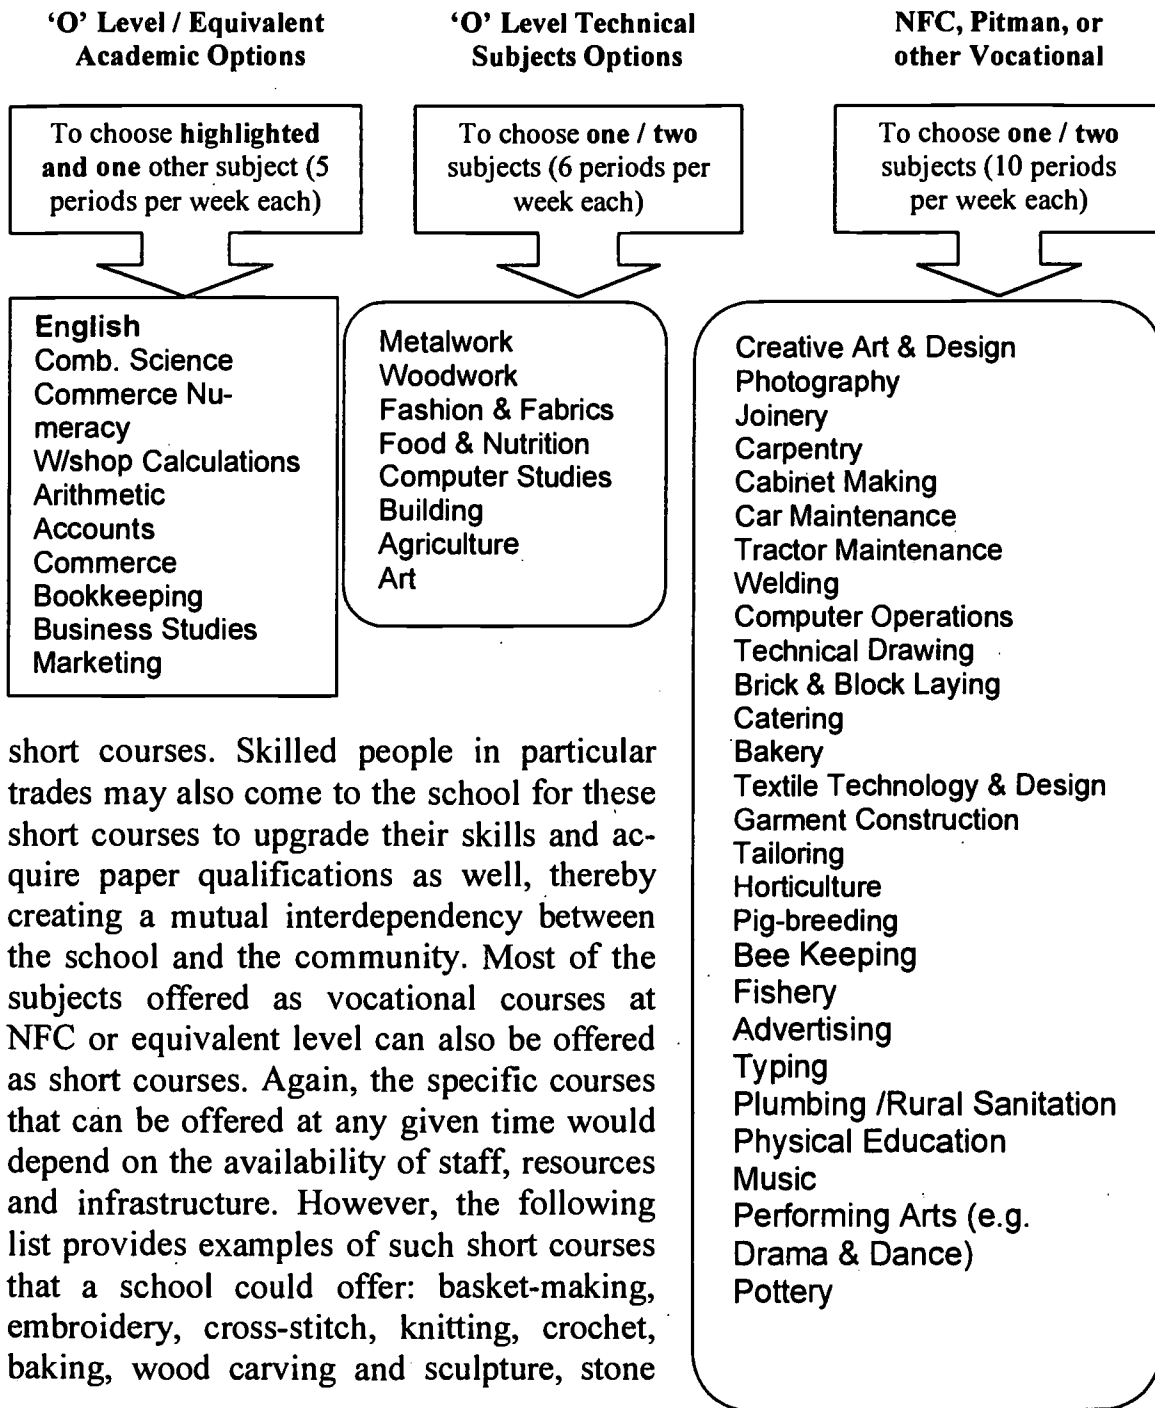 ‘O’ Level / Equivalent
Academic Options
To choose highlighted
and one other subject (5
periods per week each)
English
Comb. Science
Commerce Nu-
meracy
W/shop Calculations
Arithmetic
Accounts
Commerce
Bookkeeping
Business Studies
Marketing
‘O’ Level Technical
Subjects Options
To choose one / two
subjects (6 periods per
week each)
Metalwork
Woodwork
Fashion & Fabrics
Food & Nutrition
Computer Studies
Building
Agriculture
Art
NFC, Pitman, or
other Vocational
To choose one / two
subjects (10 periods
per week each)
Creative Art & Design
Photography
Joinery
Carpentry
Cabinet Making
Car Maintenance
Tractor Maintenance
Welding
Computer Operations
Technical Drawing
Brick & Block Laying
Catering
Bakery
Textile Technology & Design
Garment Construction
Tailoring
Horticulture
Pig-breeding
Bee Keeping
Fishery
Advertising
Typing
Plumbing /Rural Sanitation
Physical Education
Music
Performing Arts (e.g.
Drama & Dance)
Pottery
short courses. Skilled people in particular
trades may also come to the school for these
short courses to upgrade their skills and ac-
quire paper qualifications as well, thereby
creating a mutual interdependency between
the school and the community. Most of the
subjects offered as vocational courses at
NFC or equivalent level can also be offered
as short courses. Again, the specific courses
that can be offered at any given time would
depend on the availability of staff, resources
and infrastructure. However, the following
list provides examples of such short courses
that a school could offer: basket-making,
embroidery, cross-stitch, knitting, crochet,
baking, wood carving and sculpture, stone